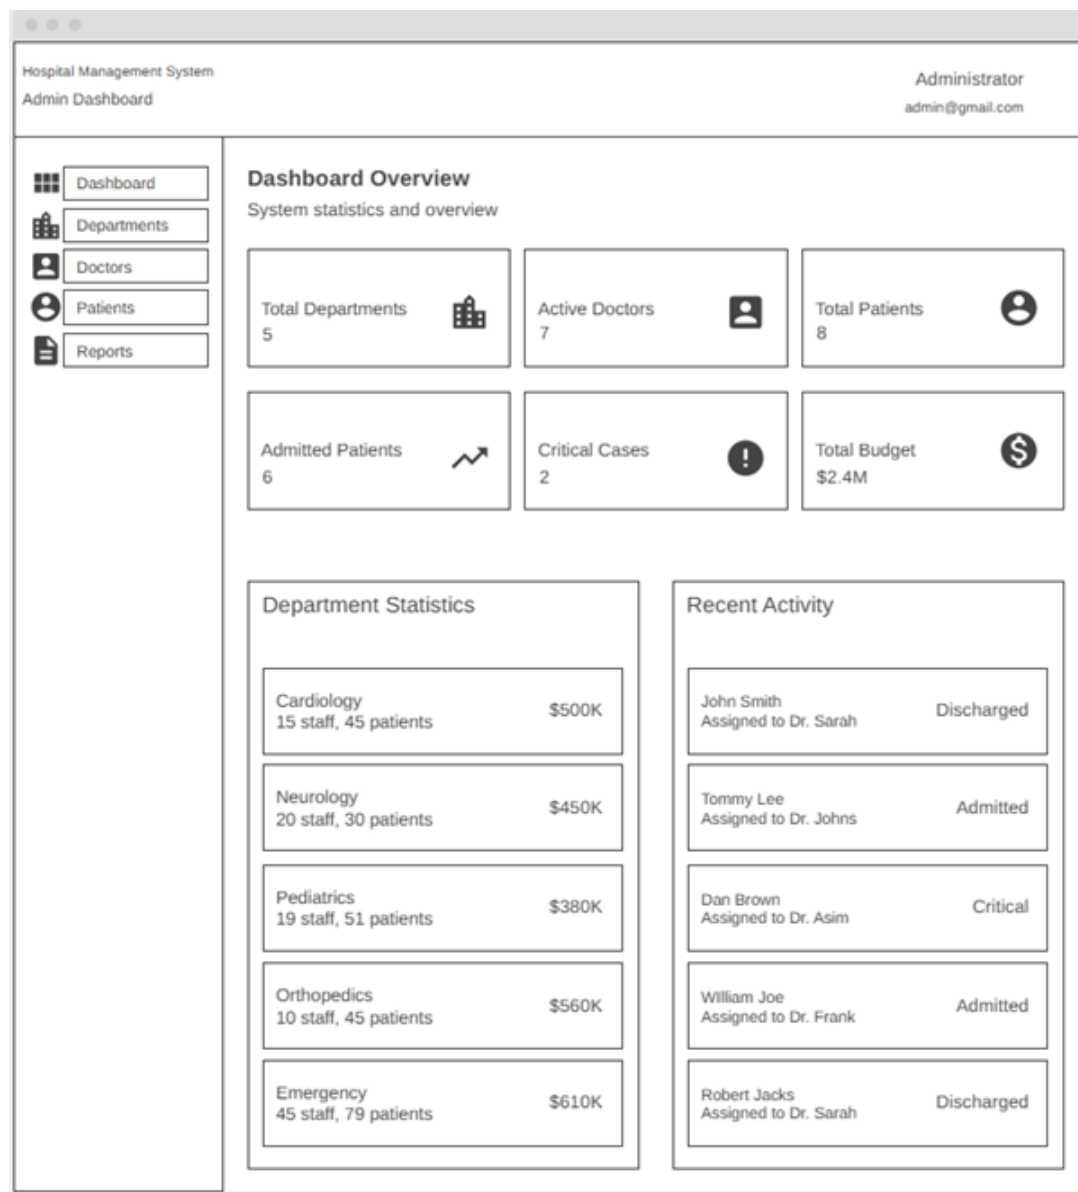 Hospital Management System
Admin Dashboard
Administrator
admin@gmail.com
Dashboard
Departments
Doctors
Patients
Reports
Dashboard Overview
System statistics and overview
Total Departments
5
Active Doctors
7
Total Patients
8
Admitted Patients
6
Critical Cases
2
Total Budget
$2.4M
Department Statistics
Cardiology
15 staff, 45 patients
$500K
Neurology
20 staff, 30 patients
$450K
Pediatrics
19 staff, 51 patients
$380K
Orthopedics
10 staff, 45 patients
$560K
Emergency
45 staff, 79 patients
$610K
Recent Activity
John Smith
Assigned to Dr. Sarah
Discharged
Tommy Lee
Assigned to Dr. Johns
Admitted
Dan Brown
Assigned to Dr. Asim
Critical
WIlliam Joe
Assigned to Dr. Frank
Admitted
Robert Jacks
Assigned to Dr. Sarah
Discharged